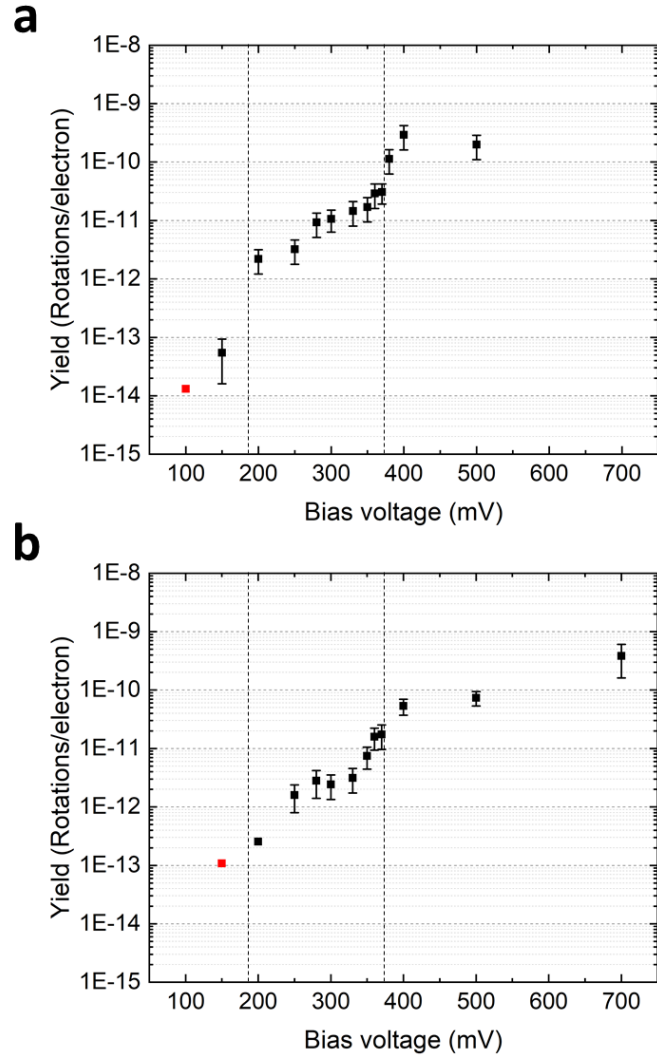 a
1E-8
1E-9
1E-10
1E-11
1E-12
1E-13
1E-14
1E-15
Yield (Rotations/electron)
100 200 300 400 500 600 700
Bias voltage (mV)
b
1E-8
1E-9
1E-10
1E-11
1E-12
1E-13
1E-14
1E-15
Yield (Rotations/electron)
100 200 300 400 500 600 700
Bias voltage (mV)